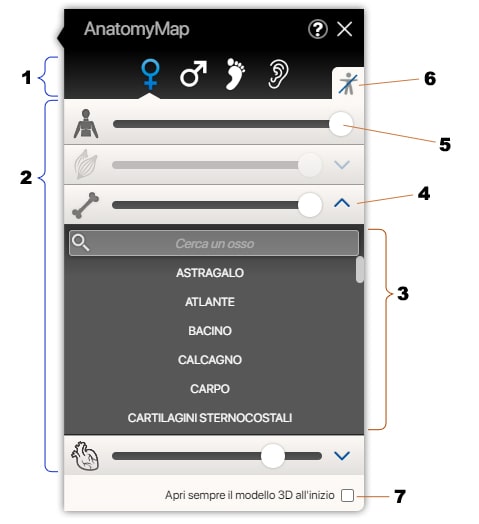 AnatomyMap
?
1
6
5
2
4
Cerca un osso
ASTRAGALO
ATLANTE
BACINO
3
CALCAGNO
CARPO
CARTILAGINI STERNOCOSTALI
Apri sempre il modello 3D all'inizio
7